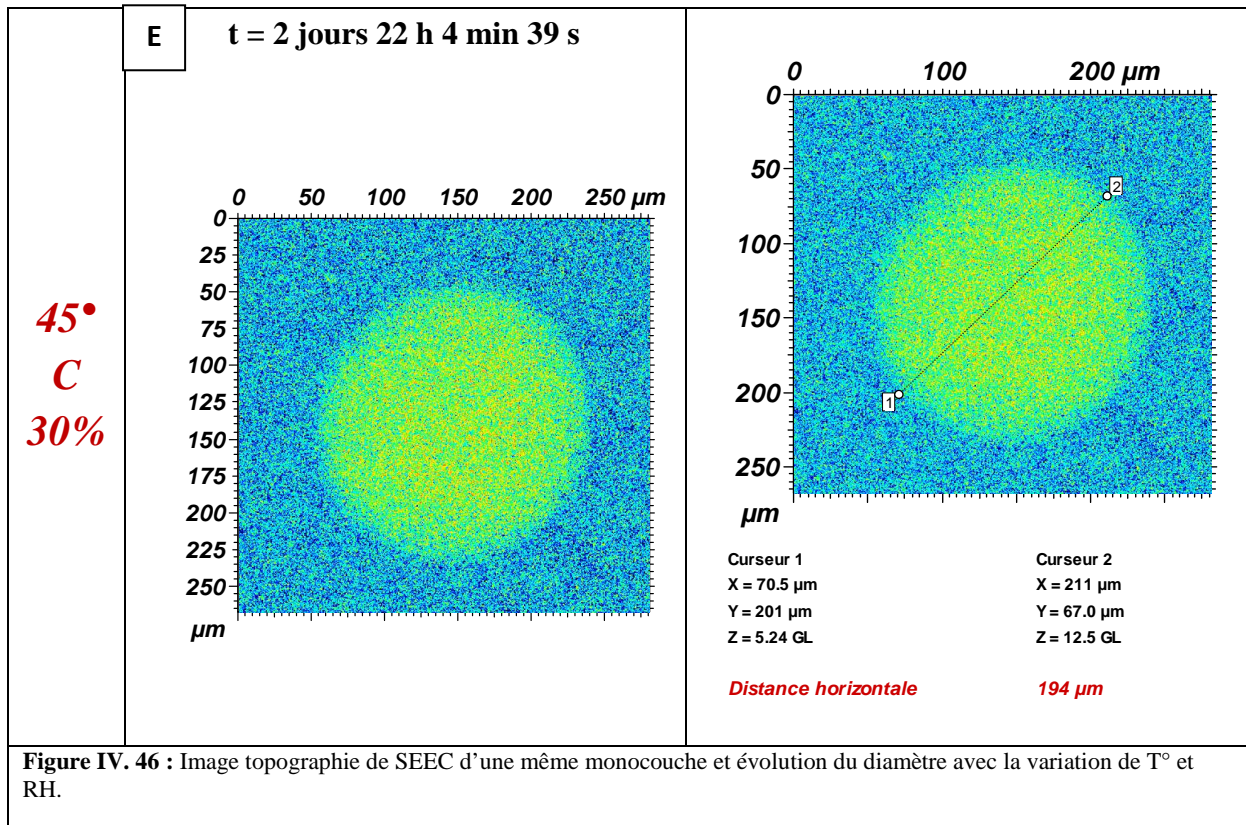 E
t = 2 jours 22 h 4 min 39 s
45°
C
30%
0 50 100 150 200 250 µm
0
25
50
75
100
125
150
175
200
225
250
µm
0 100 200 µm
0
50
100
150
200
250
µm
2
1
Curseur 1 Curseur 2
X = 70.5 µm X = 211 µm
Y = 201 µm Y = 67.0 µm
Z = 5.24 GL Z = 12.5 GL
Distance horizontale 194 µm
Figure IV. 46 : Image topographie de SEEC d’une même monocouche et évolution du diamètre avec la variation de T° et
RH.